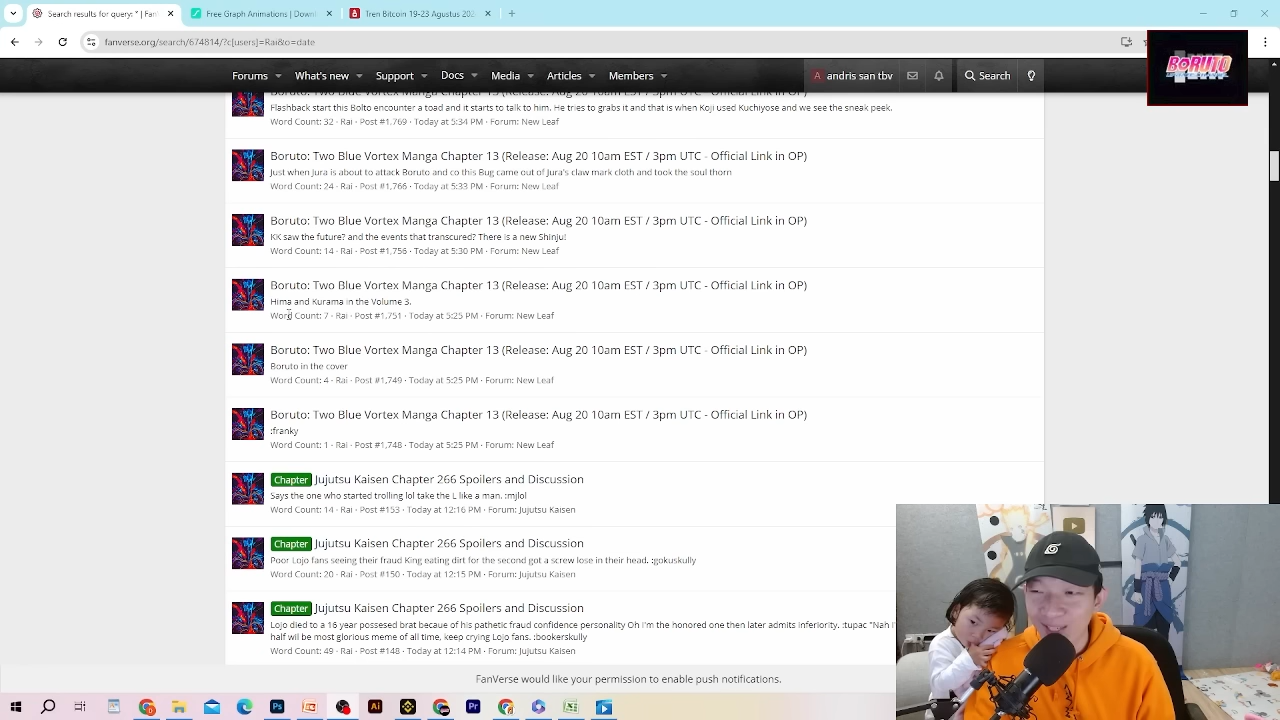 Search results for query: * | Fan
Free Graph Animations | Downl
Tren Bitcoin 19-23 Agustus 202
fanverse.org/search/674814/?c[users]=Rai&o=date
Forums What's new Support Docs Articles Members andris san tbv Search
BORUTO
Flashback start this Bolto encounter a toad and it starts to talk to him. He tries to grabs it and that is when Koji used Kuchiyose and we see the sneak peek.
Word Count: 32 · Rai · Post #1,769 · Today at 5:34 PM · Forum: New Leaf
Boruto: Two Blue Vortex Manga Chapter 13 (Release: Aug 20 10am EST / 3pm UTC - Official Link in OP)
Just when Jura is about to attack Boruto and co this Bug came out of Jura's claw mark cloth and took the soul thorn
Word Count: 24 · Rai · Post #1,766 · Today at 5:33 PM · Forum: New Leaf
Boruto: Two Blue Vortex Manga Chapter 13 (Release: Aug 20 10am EST / 3pm UTC - Official Link in OP)
KK saw the future? and the events that transcured? There is a new Shinju!
Word Count: 14 · Rai · Post #1,756 · Today at 5:30 PM · Forum: New Leaf
Boruto: Two Blue Vortex Manga Chapter 13 (Release: Aug 20 10am EST / 3pm UTC - Official Link in OP)
Hima and Kurama in the Volume 3.
Word Count: 7 · Rai · Post #1,751 · Today at 5:25 PM · Forum: New Leaf
Boruto: Two Blue Vortex Manga Chapter 13 (Release: Aug 20 10am EST / 3pm UTC - Official Link in OP)
Boruto in the cover
Word Count: 4 · Rai · Post #1,749 · Today at 5:25 PM · Forum: New Leaf
Boruto: Two Blue Vortex Manga Chapter 13 (Release: Aug 20 10am EST / 3pm UTC - Official Link in OP)
:franky
Word Count: 1 · Rai · Post #1,748 · Today at 5:25 PM · Forum: New Leaf
Chapter Jujutsu Kaisen Chapter 266 Spoilers and Discussion
Says the one who started trolling lol take the L like a man. :mjlol
Word Count: 14 · Rai · Post #153 · Today at 12:16 PM · Forum: Jujutsu Kaisen
Chapter Jujutsu Kaisen Chapter 266 Spoilers and Discussion
Poor Lojo fans seeing their fraud King eating dirt for the second got a screw lose in their head. :gokuskully
Word Count: 20 · Rai · Post #150 · Today at 12:15 PM · Forum: Jujutsu Kaisen
Chapter Jujutsu Kaisen Chapter 266 Spoilers and Discussion
Lojo died to a 16 year possesed brat becaue of his pathetic fraud confidence personality Oh I'm the honored one then later admits inferiority. :tupac "Nah I'
half wil be most glorious meme of all time, keep crying Lojo fans. :bookerskully
Word Count: 49 · Rai · Post #148 · Today at 12:14 PM · Forum: Jujutsu Kaisen
FanVerse would like your permission to enable push notifications.